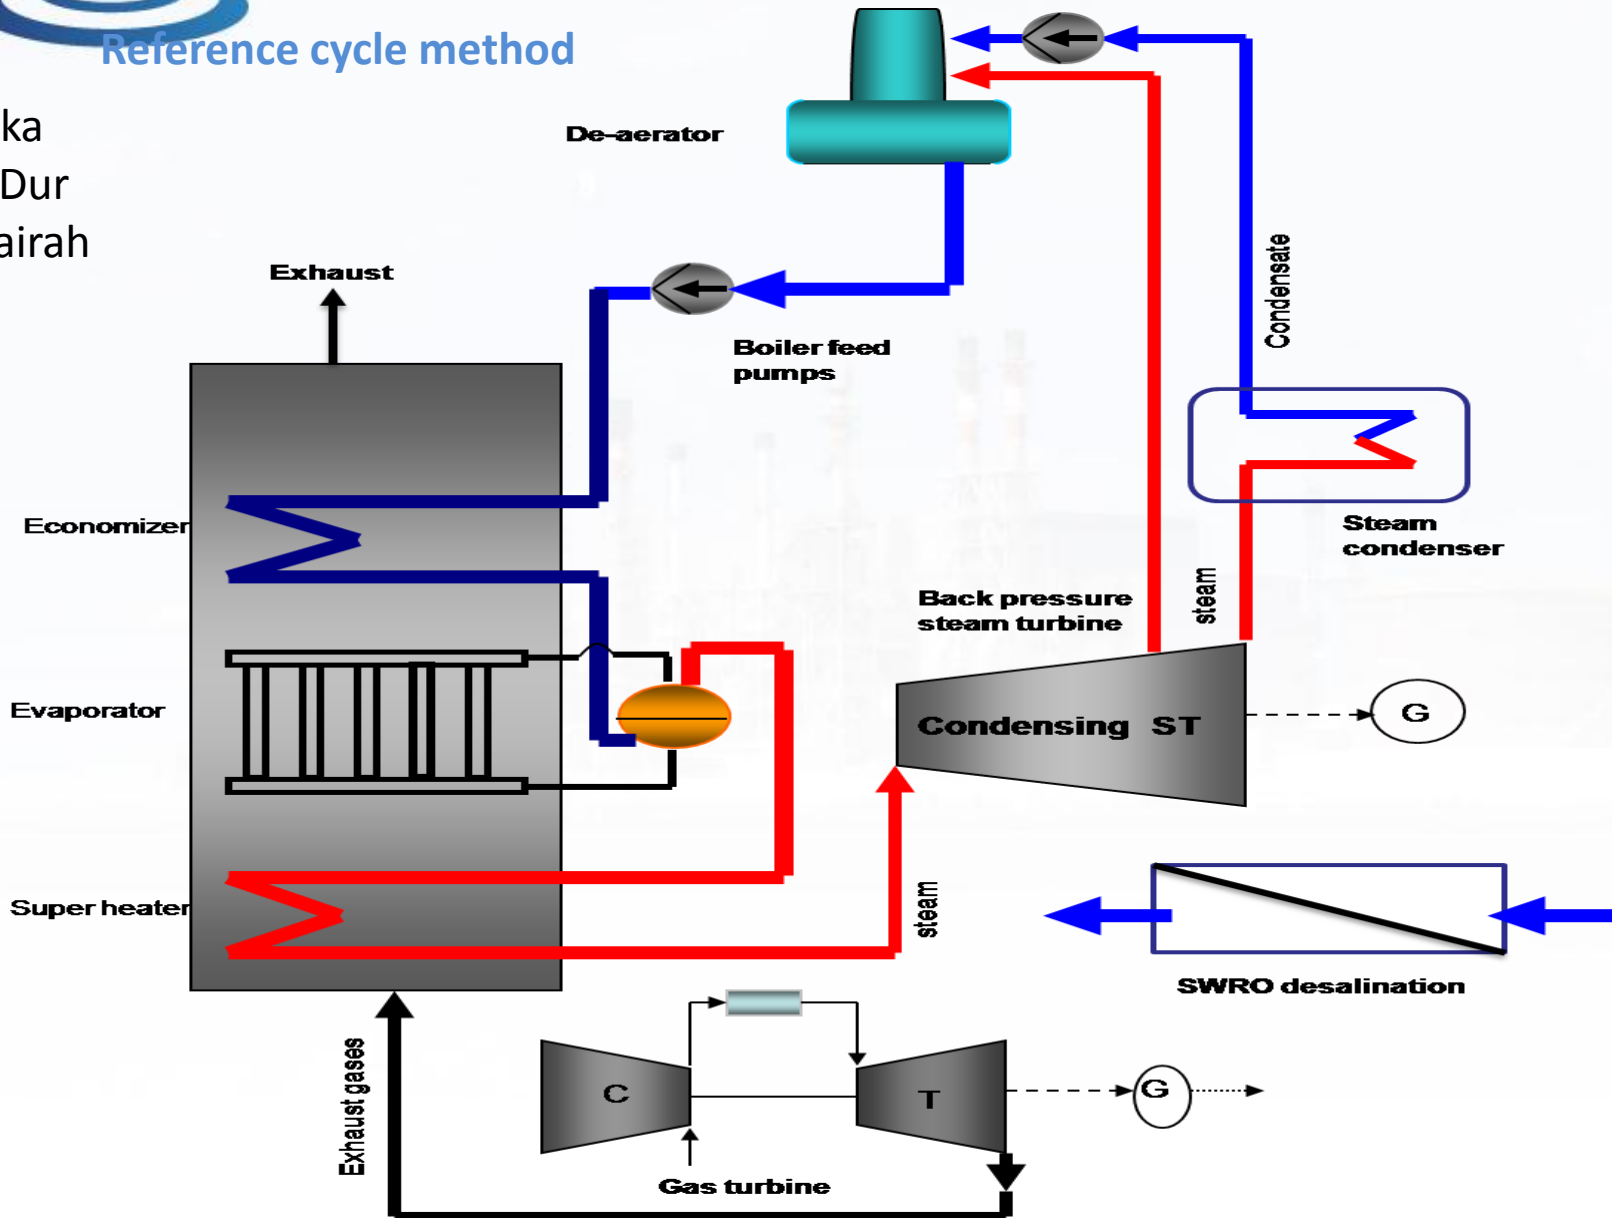 Reference cycle method
ka
Dur
airah
De-aerator
Exhaust
Condensate
Boiler feed
pumps
Economizer
Steam
condenser
steam
Back pressure
steam turbine
Evaporator
Condensing ST
G
Super heater
steam
SWRO desalination
Exhaust gases
C
T
G
Gas turbine